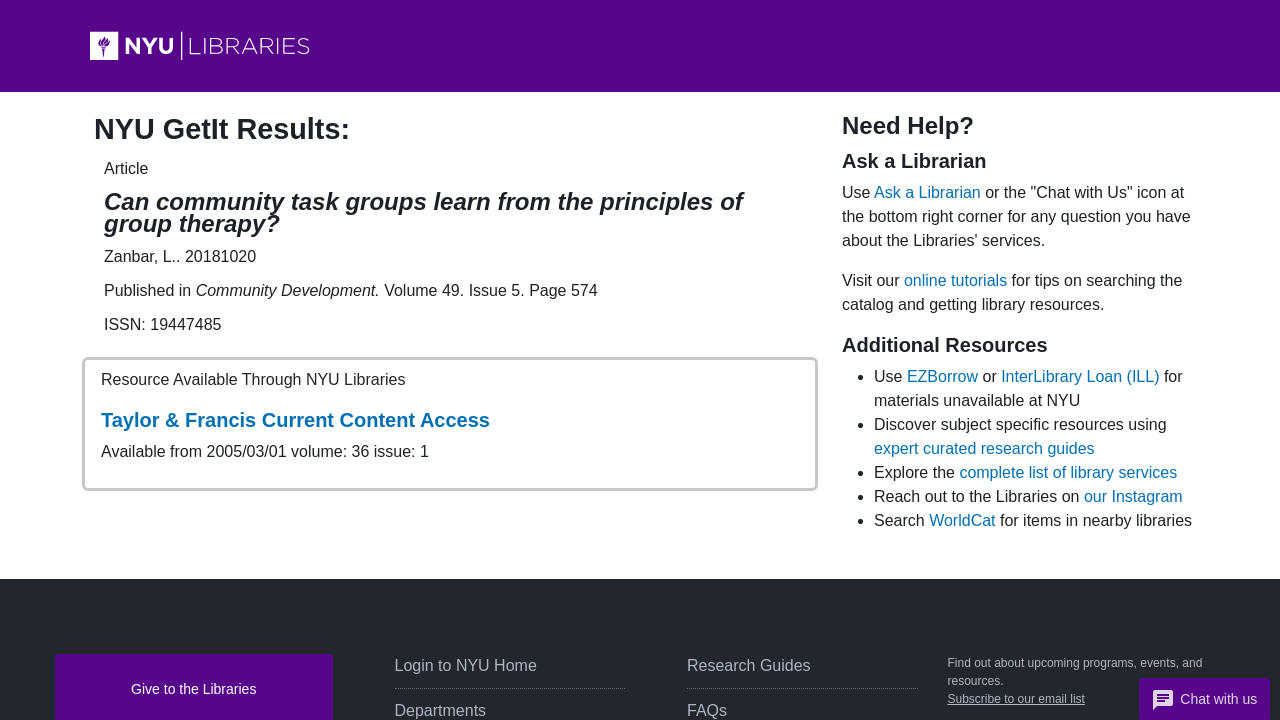 NYU LIBRARIES
NYU GetIt Results:
Article
Can community task groups learn from the principles of
group therapy?
Zanbar, L.. 20181020
Published in Community Development. Volume 49. Issue 5. Page 574
ISSN: 19447485
Resource Available Through NYU Libraries
Taylor & Francis Current Content Access
Available from 2005/03/01 volume: 36 issue: 1
Need Help?
Ask a Librarian
Use Ask a Librarian or the "Chat with Us" icon at
the bottom right corner for any question you have
about the Libraries' services.
Visit our online tutorials for tips on searching the
catalog and getting library resources.
Additional Resources
Use EZBorrow or InterLibrary Loan (ILL) for
materials unavailable at NYU
Discover subject specific resources using
expert curated research guides
Explore the complete list of library services
Reach out to the Libraries on our Instagram
Search WorldCat for items in nearby libraries
Give to the Libraries
Login to NYU Home
Departments
Research Guides
FAQs
Find out about upcoming programs, events, and
resources.
Subscribe to our email list
Chat with us